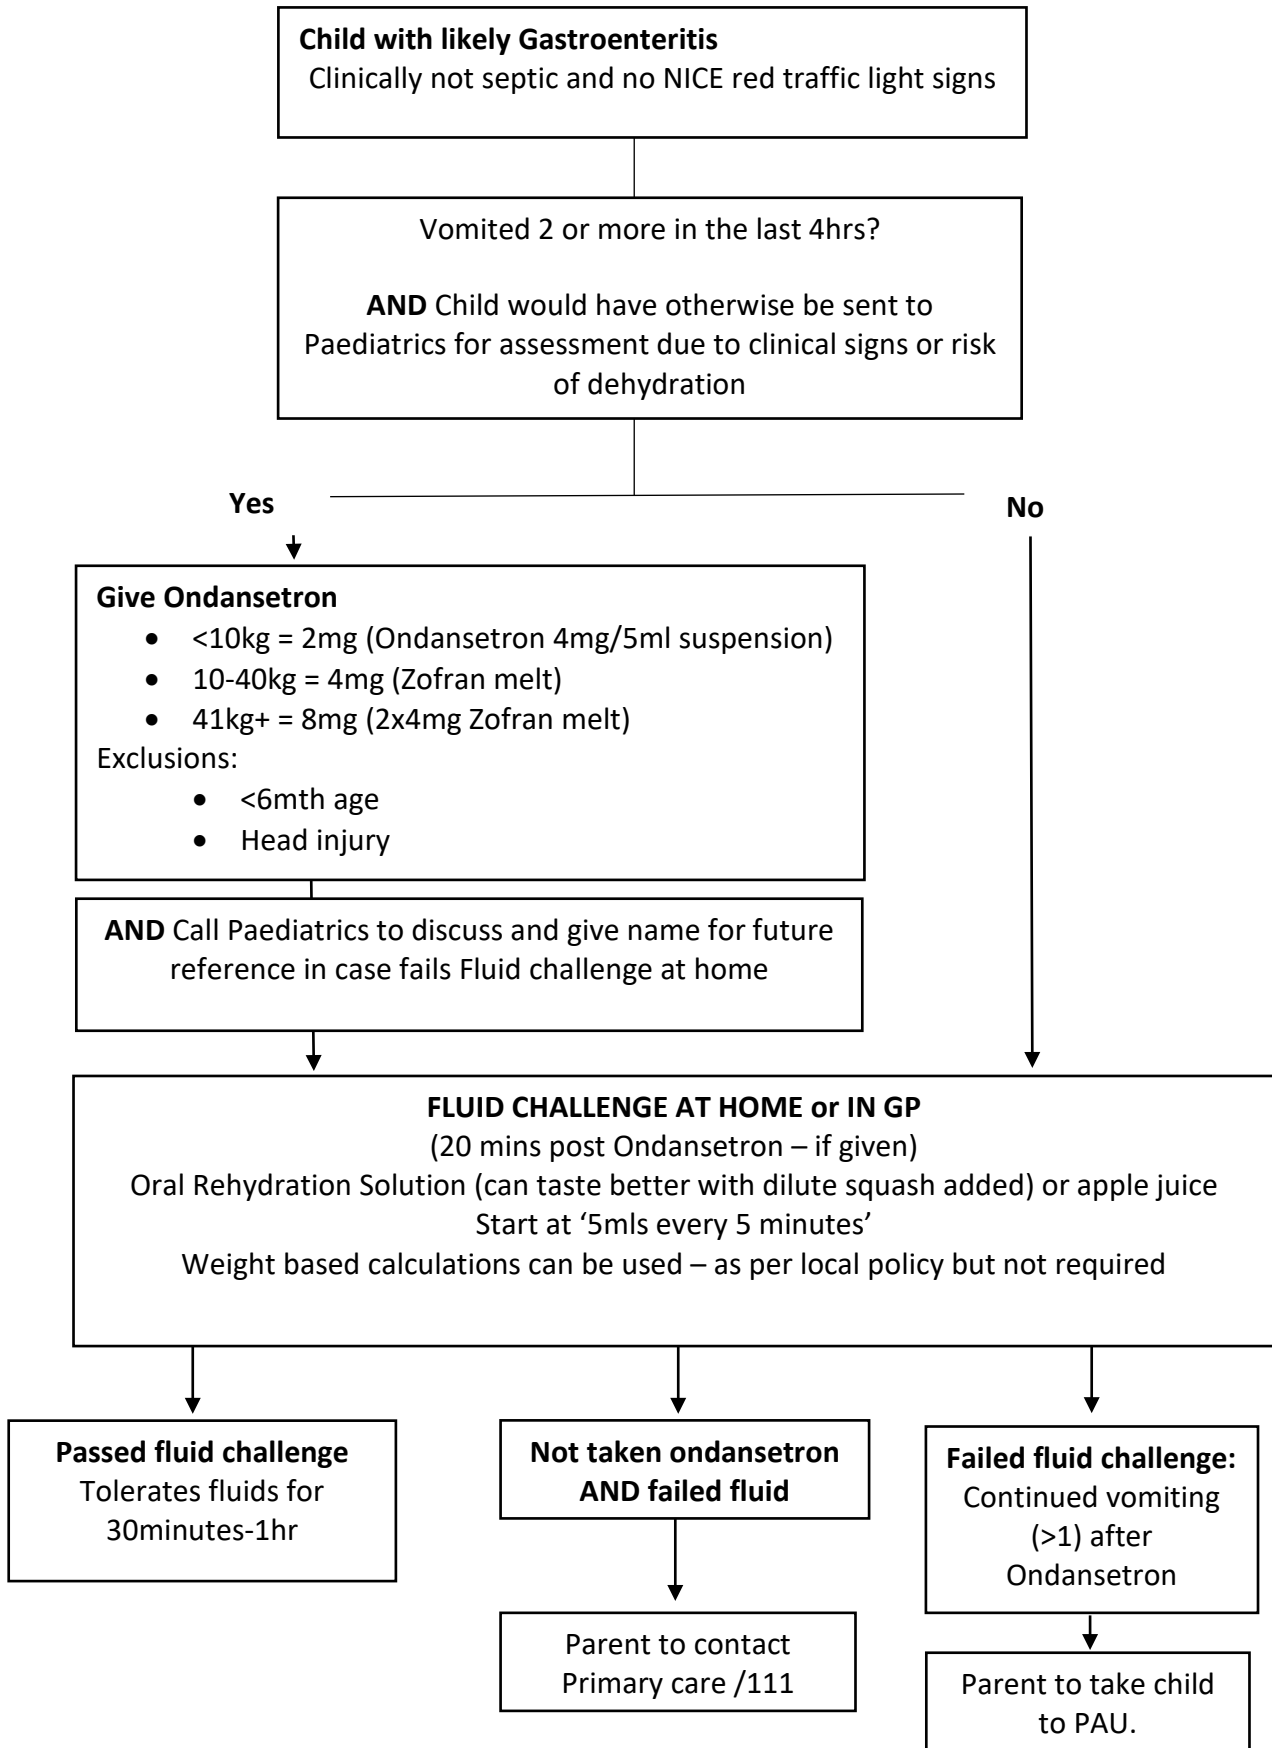 Child with likely Gastroenteritis
Clinically not septic and no NICE red traffic light signs
Vomited 2 or more in the last 4hrs?
AND Child would have otherwise be sent to
Paediatrics for assessment due to clinical signs or risk
of dehydration
Yes
No
Give Ondansetron
• <10kg = 2mg (Ondansetron 4mg/5ml suspension)
• 10-40kg = 4mg (Zofran melt)
• 41kg+ = 8mg (2x4mg Zofran melt)
Exclusions:
• <6mth age
• Head injury
AND Call Paediatrics to discuss and give name for future
reference in case fails Fluid challenge at home
FLUID CHALLENGE AT HOME or IN GP
(20 mins post Ondansetron – if given)
Oral Rehydration Solution (can taste better with dilute squash added) or apple juice
Start at ‘5mls every 5 minutes’
Weight based calculations can be used – as per local policy but not required
Passed fluid challenge
Tolerates fluids for
30minutes-1hr
Not taken ondansetron
AND failed fluid
Parent to contact
Primary care /111
Failed fluid challenge:
Continued vomiting
(>1) after
Ondansetron
Parent to take child
to PAU.